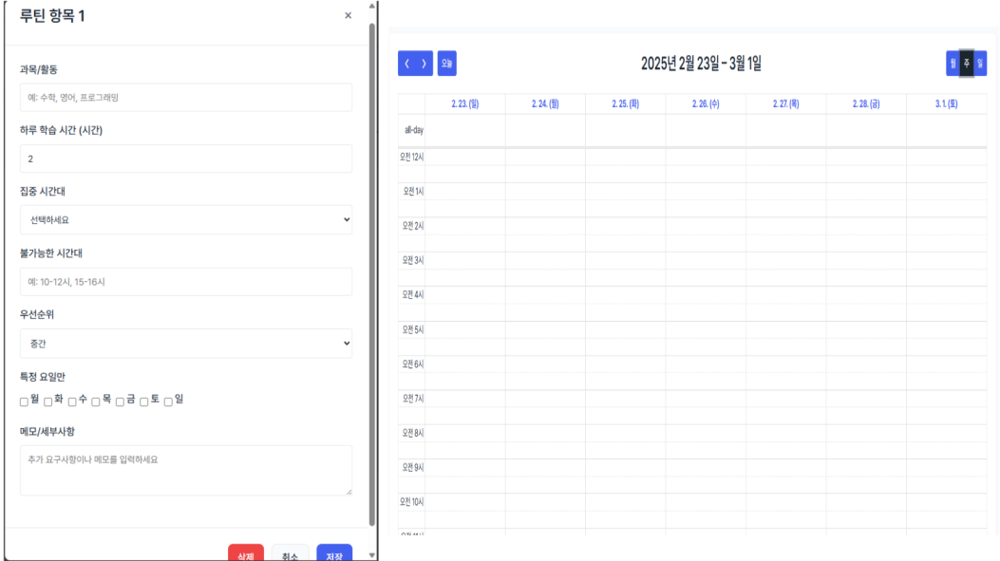 루틴 항목 1
×
과목/활동
예: 수학, 영어, 프로그래밍
하루 학습 시간 (시간)
2
집중 시간대
선택하세요
불가능한 시간대
예: 10-12시, 15-16시
우선순위
중간
특정 요일만
월 화 수 목 금 토 일
메모/세부사항
추가 요구사항이나 메모를 입력하세요
삭제 취소 저장
오늘
2025년 2월 23일 – 3월 1일
월 주 일
2. 23. (일) 2. 24. (월) 2. 25. (화) 2. 26. (수) 2. 27. (목) 2. 28. (금) 3. 1. (토)
all-day
오전 12시
오전 1시
오전 2시
오전 3시
오전 4시
오전 5시
오전 6시
오전 7시
오전 8시
오전 9시
오전 10시
오전 11시